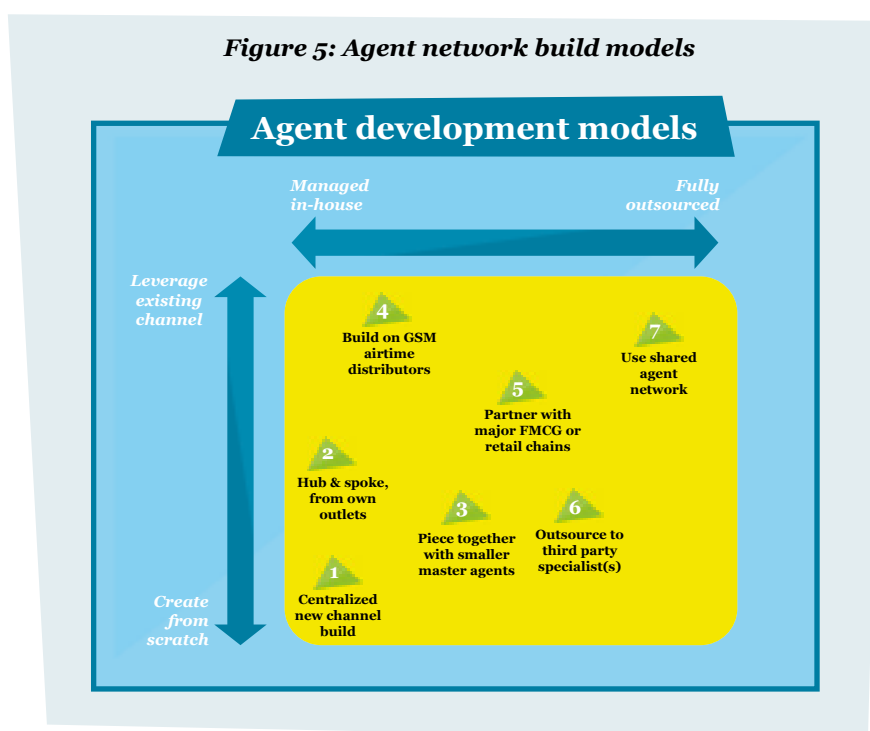 Figure 5: Agent network build models
Agent development models
Managed
in-house
Fully
outsourced
Leverage
existing
channel
4
Build on GSM
airtime
distributors
7
Use shared
agent
network
5
Partner with
major FMCG or
retail chains
2
Hub & spoke,
from own
outlets
3
Piece together
with smaller
master agents
6
Outsource to
third party
specialist(s)
1
Centralized
new channel
build
Create
from
scratch